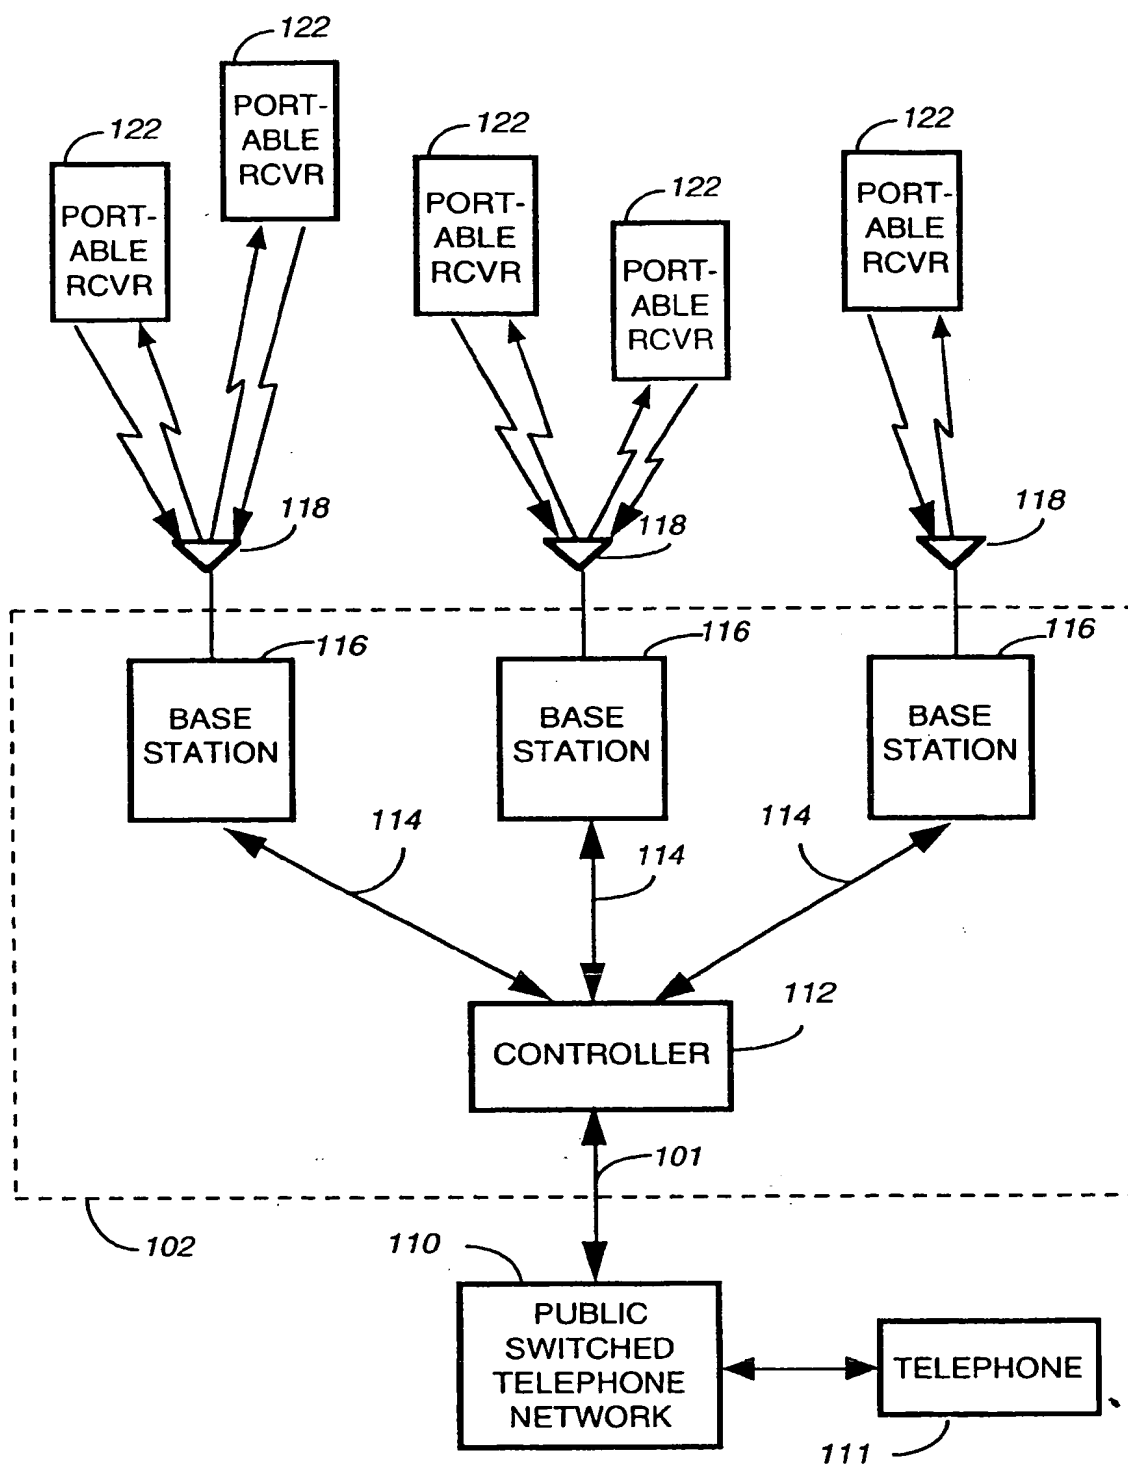 122
122
PORT-
ABLE
RCVR
122
PORT-
ABLE
RCVR
122
PORT-
ABLE
RCVR
122
PORT-
ABLE
RCVR
PORT-
ABLE
RCVR
118
118
118
116
116
116
BASE
STATION
BASE
STATION
BASE
STATION
114
114
114
112
CONTROLLER
101
102
110
PUBLIC
SWITCHED
TELEPHONE
NETWORK
TELEPHONE
111